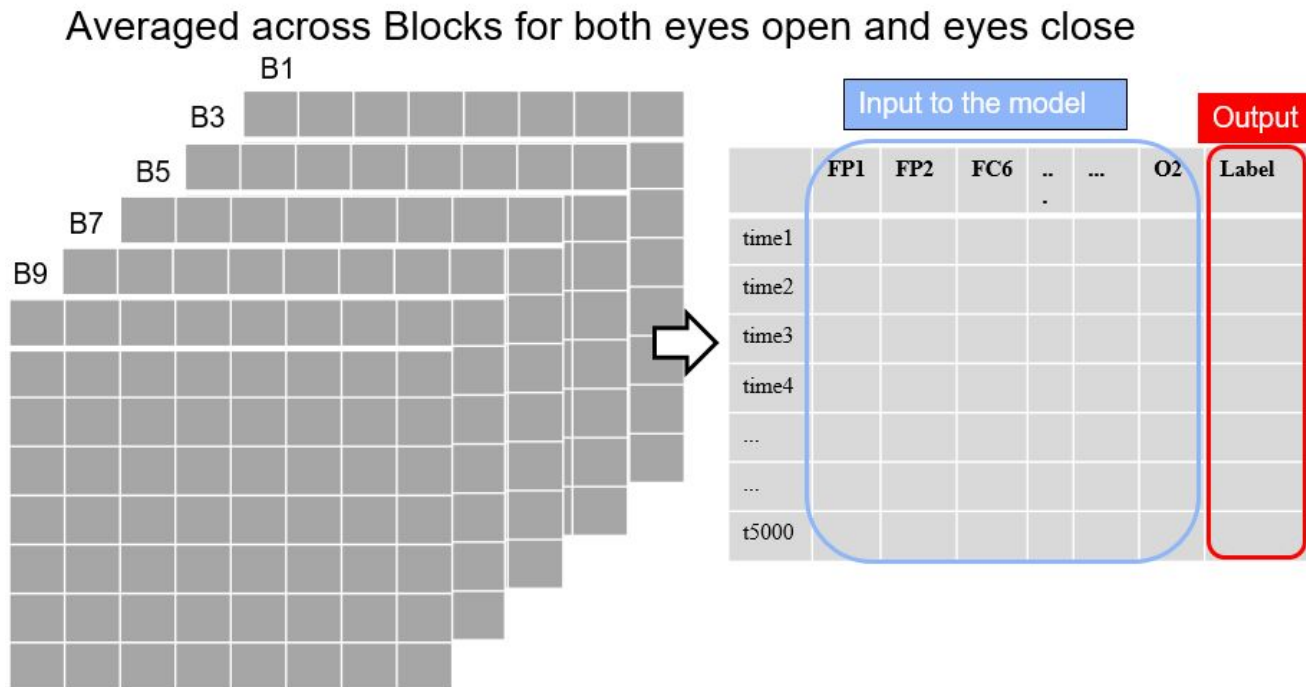 Averaged across Blocks for both eyes open and eyes close
B1
B3
B5
B7
B9
Input to the model
Output
FP1 FP2 FC6 .. ... O2 Label
.
time1
time2
time3
time4
...
...
t5000